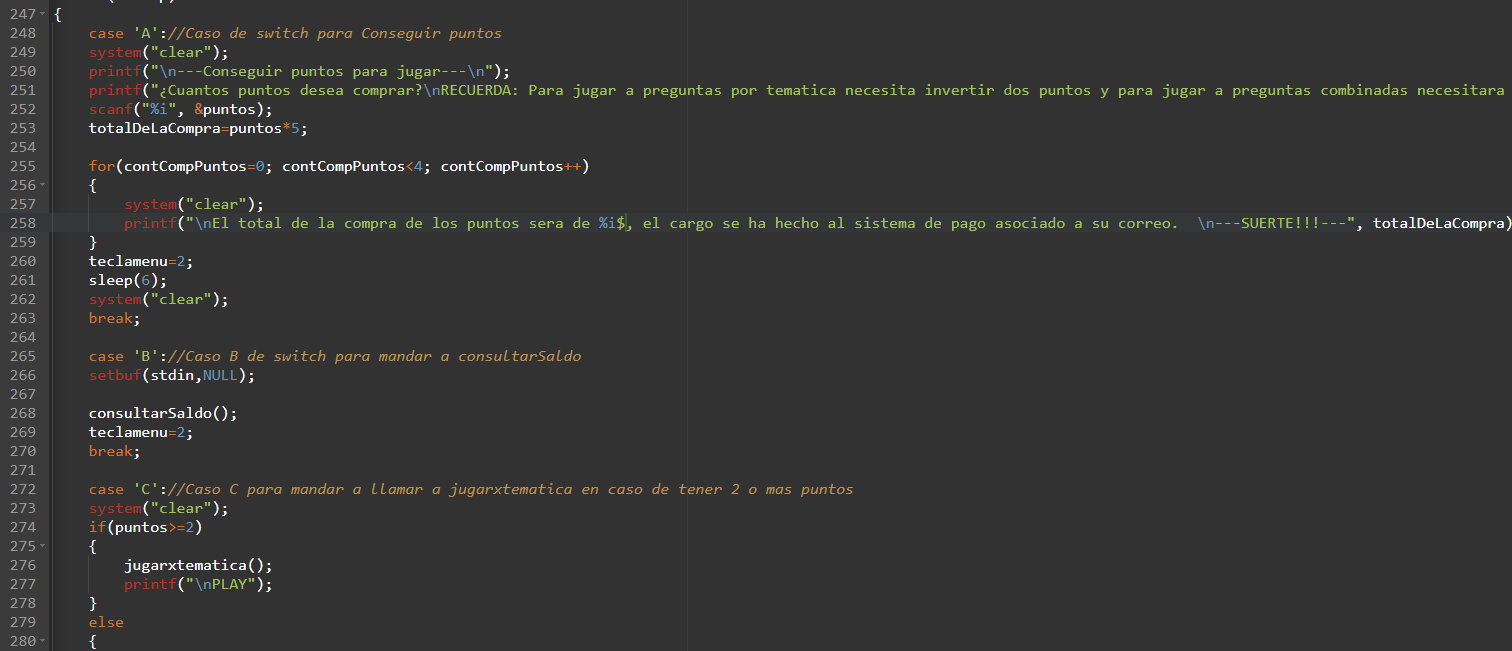 247 {
248 case 'A'://Caso de switch para Conseguir puntos
249 system("clear");
250 printf("\n---Conseguir puntos para jugar---\n");
251 printf("¿Cuantos puntos desea comprar?\nRECUERDA: Para jugar a preguntas por tematica necesita invertir dos puntos y para jugar a preguntas combinadas necesitara
252 scanf("%i", &puntos);
253 totalDeLaCompra=puntos*5;
254
255 for(contCompPuntos=0; contCompPuntos<4; contCompPuntos++)
256 {
257 system("clear");
258 printf("\nEl total de la compra de los puntos sera de %i$, el cargo se ha hecho al sistema de pago asociado a su correo.  \n---SUERTE!!!---", totalDeLaCompra)
259 }
260 teclamenu=2;
261 sleep(6);
262 system("clear");
263 break;
264
265 case 'B'://Caso B de switch para mandar a consultarSaldo
266 setbuf(stdin,NULL);
267
268 consultarSaldo();
269 teclamenu=2;
270 break;
271
272 case 'C'://Caso C para mandar a llamar a jugarxtematica en caso de tener 2 o mas puntos
273 system("clear");
274 if(puntos>=2)
275 {
276 jugarxtematica();
277 printf("\nPLAY");
278 }
279 else
280 {